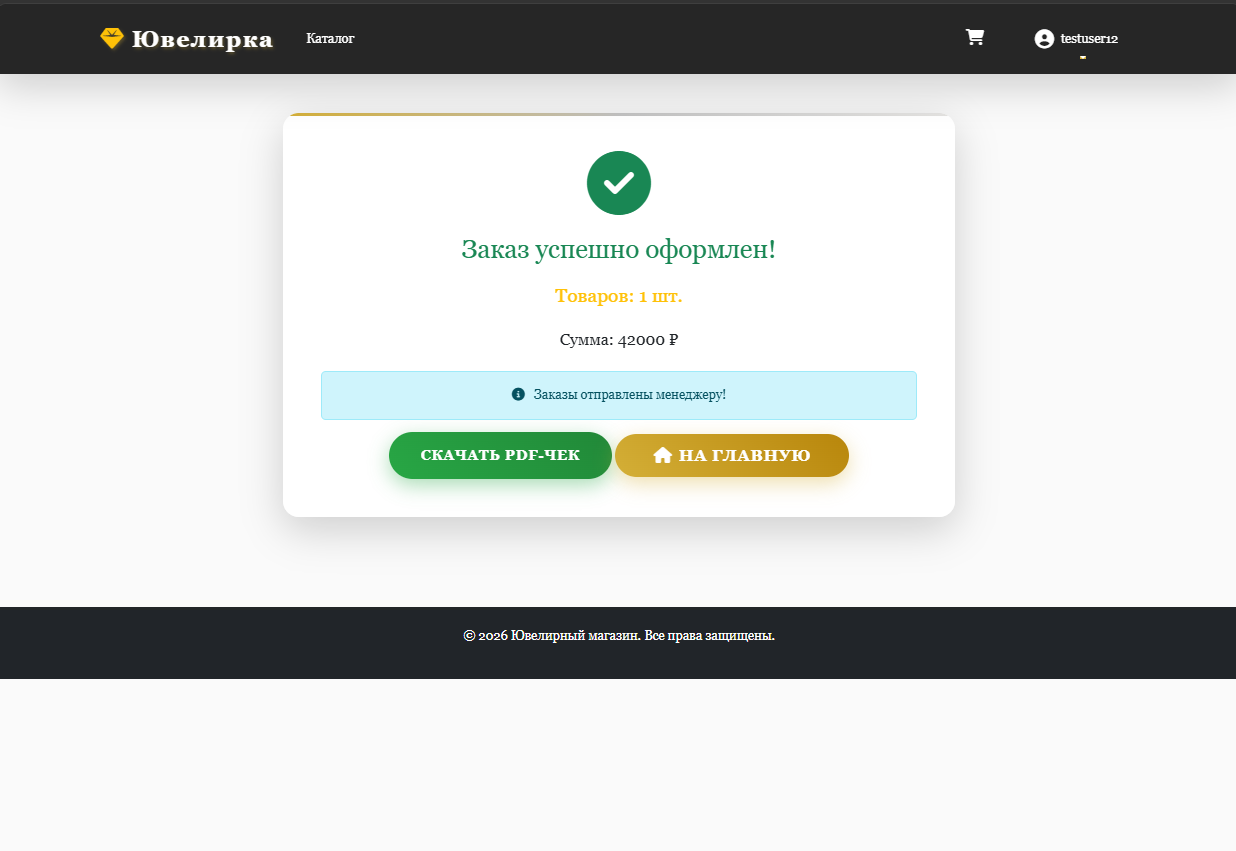 Ювелирка
Каталог
testuser12
Заказ успешно оформлен!
Товаров: 1 шт.
Сумма: 42000 ₽
Заказы отправлены менеджеру!
СКАЧАТЬ PDF-ЧЕК
НА ГЛАВНУЮ
© 2026 Ювелирный магазин. Все права защищены.